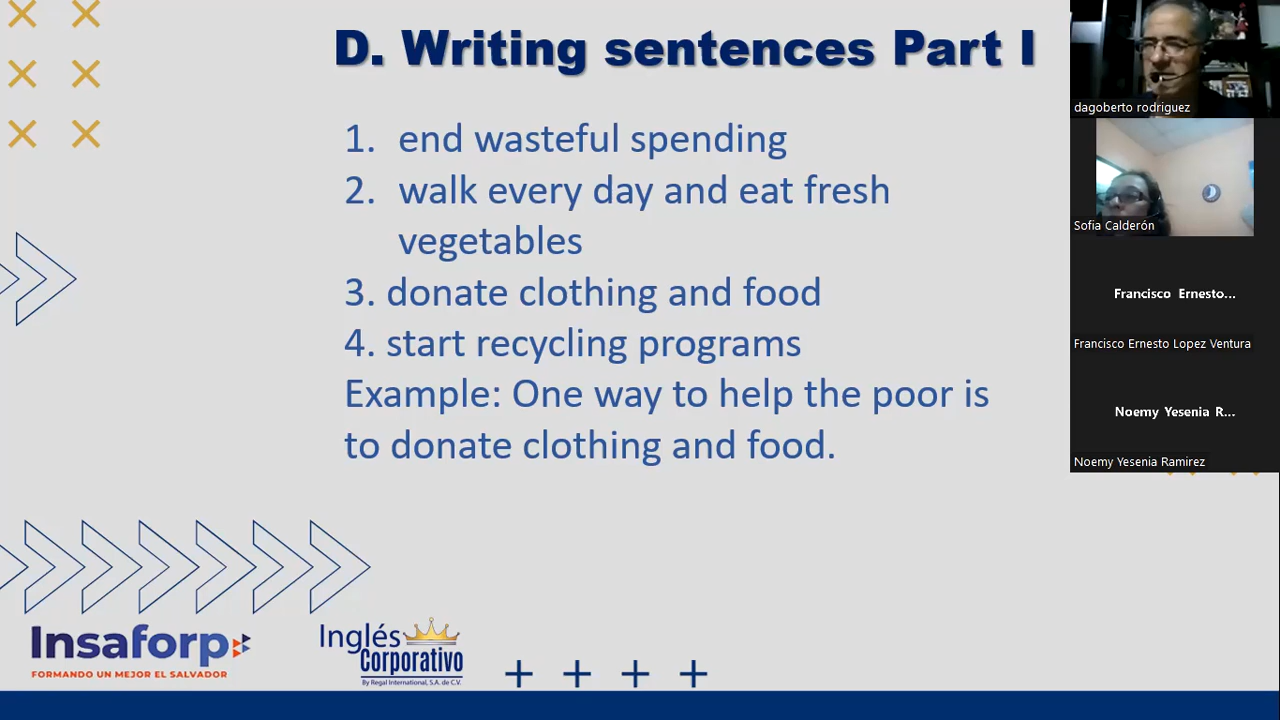 D. Writing sentences Part I
1. end wasteful spending
2. walk every day and eat fresh
vegetables
3. donate clothing and food
4. start recycling programs
Example: One way to help the poor is
to donate clothing and food.
dagoberto rodriguez
Sofia Calderón
Francisco Ernesto...
Francisco Ernesto Lopez Ventura
Noemy Yesenia R...
Noemy Yesenia Ramirez
Insaforp
FORMANDO UN MEJOR EL SALVADOR
Inglés
Corporativo
By Regal International, S.A. de C.V.